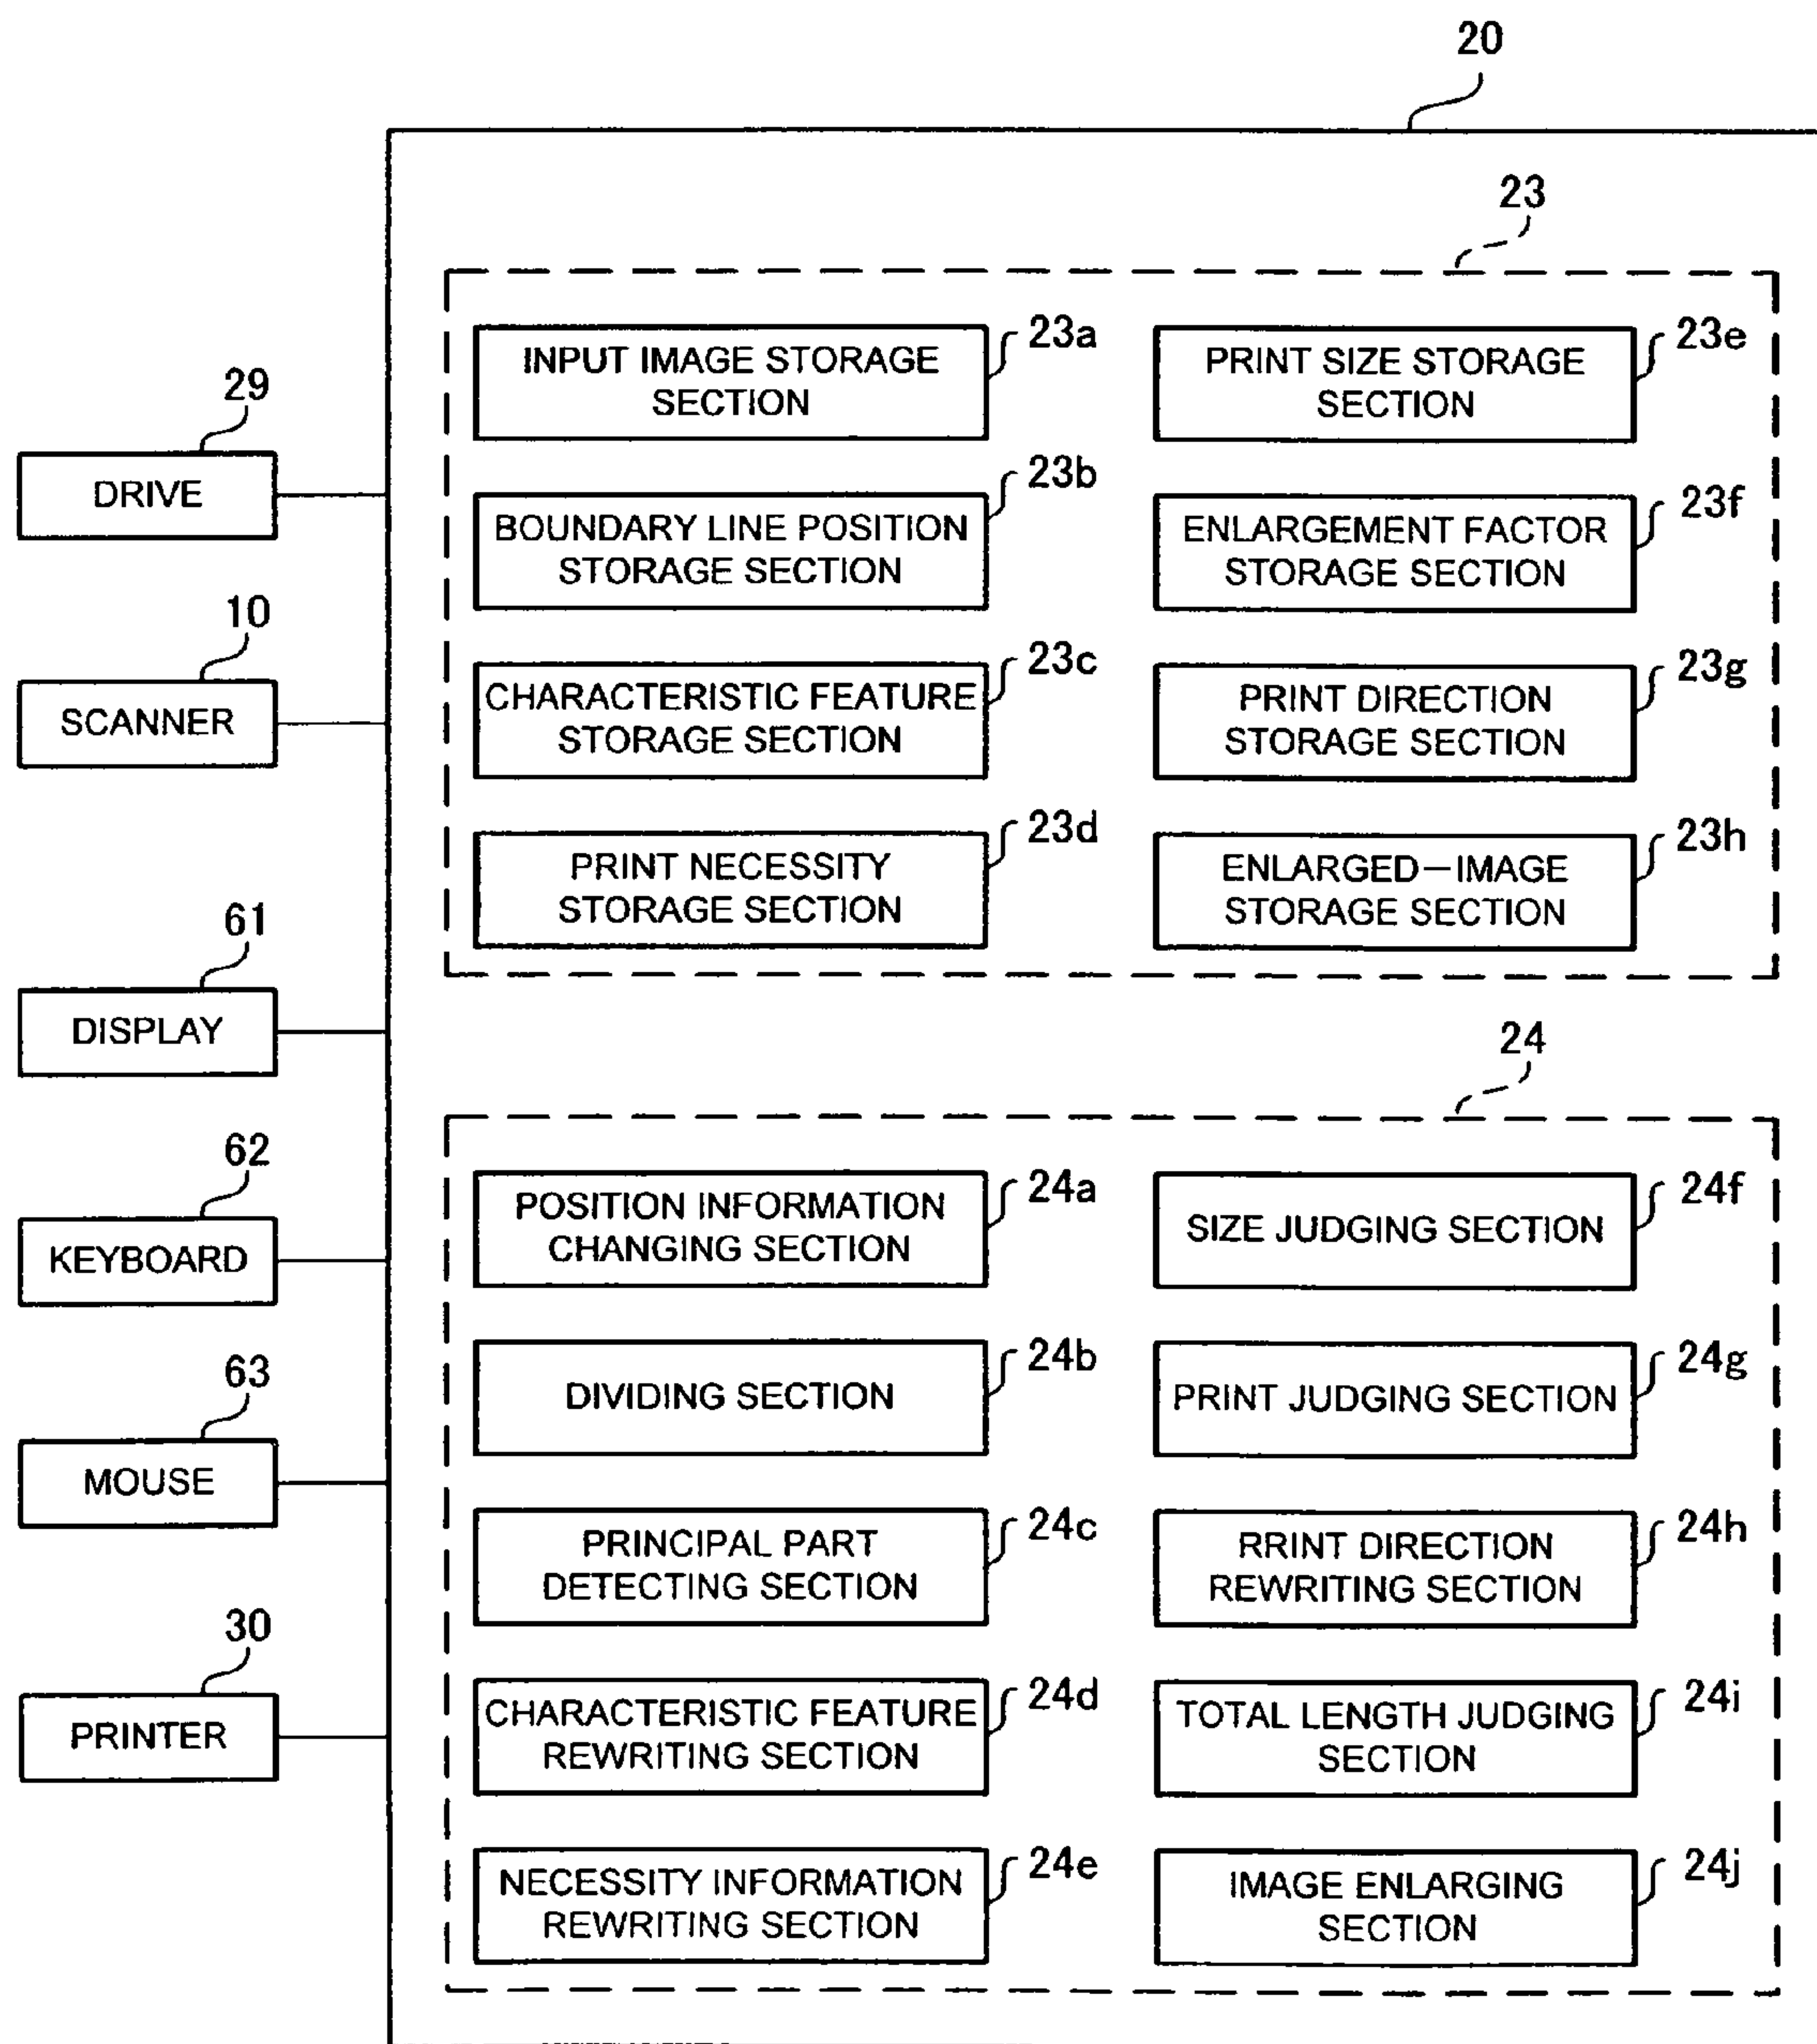 20
29
DRIVE
10
SCANNER
61
DISPLAY
62
KEYBOARD
63
MOUSE
30
PRINTER
23
23a
INPUT IMAGE STORAGE
SECTION
23b
BOUNDARY LINE POSITION
STORAGE SECTION
23c
CHARACTERISTIC FEATURE
STORAGE SECTION
23d
PRINT NECESSITY
STORAGE SECTION
23e
PRINT SIZE STORAGE
SECTION
23f
ENLARGEMENT FACTOR
STORAGE SECTION
23g
PRINT DIRECTION
STORAGE SECTION
23h
ENLARGED—IMAGE
STORAGE SECTION
24
24a
POSITION INFORMATION
CHANGING SECTION
24b
DIVIDING SECTION
24c
PRINCIPAL PART
DETECTING SECTION
24d
CHARACTERISTIC FEATURE
REWRITING SECTION
24e
NECESSITY INFORMATION
REWRITING SECTION
24f
SIZE JUDGING SECTION
24g
PRINT JUDGING SECTION
24h
RRINT DIRECTION
REWRITING SECTION
24i
TOTAL LENGTH JUDGING
SECTION
24j
IMAGE ENLARGING
SECTION